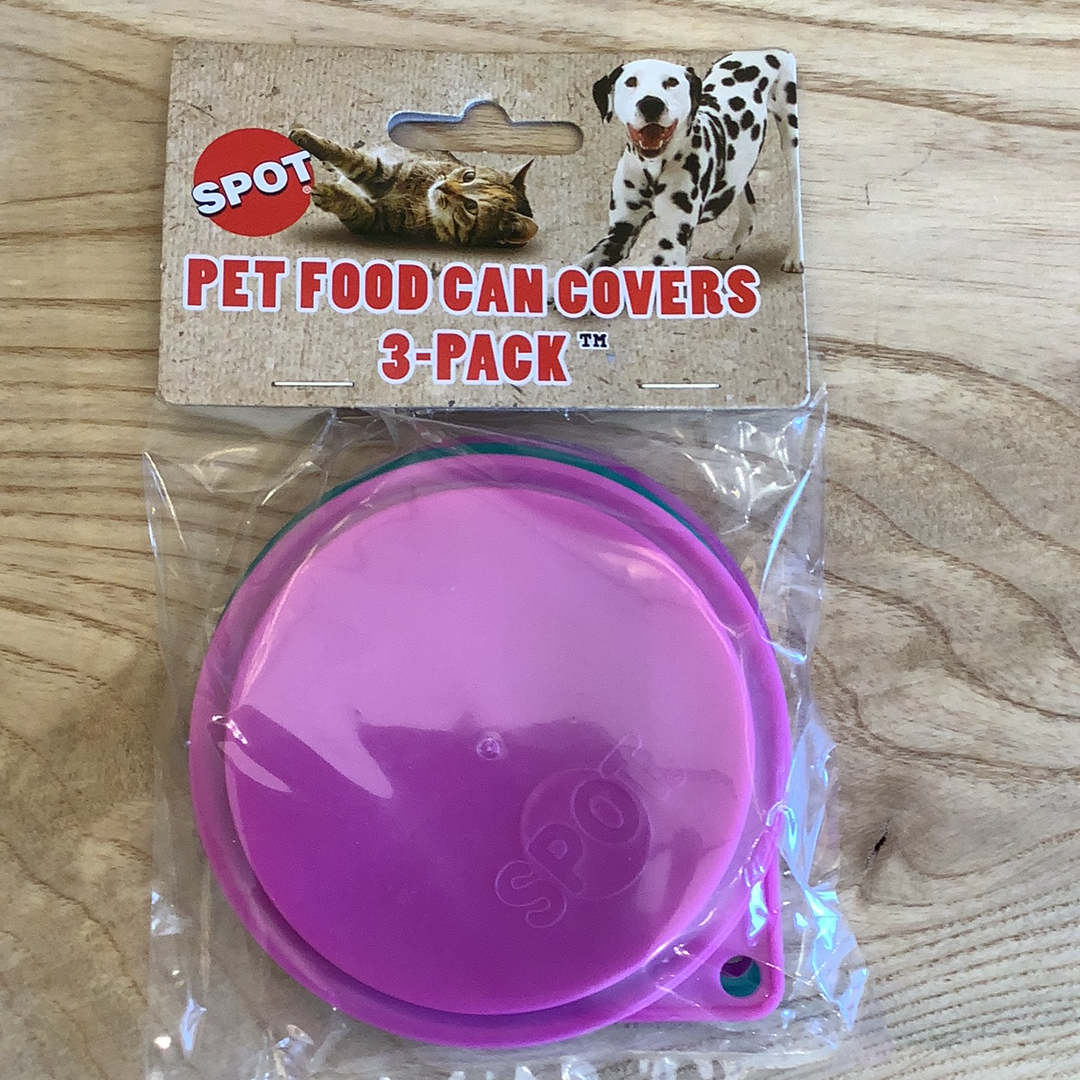 SPOT®
PET FOOD CAN COVERS
3-PACK™
SPOT